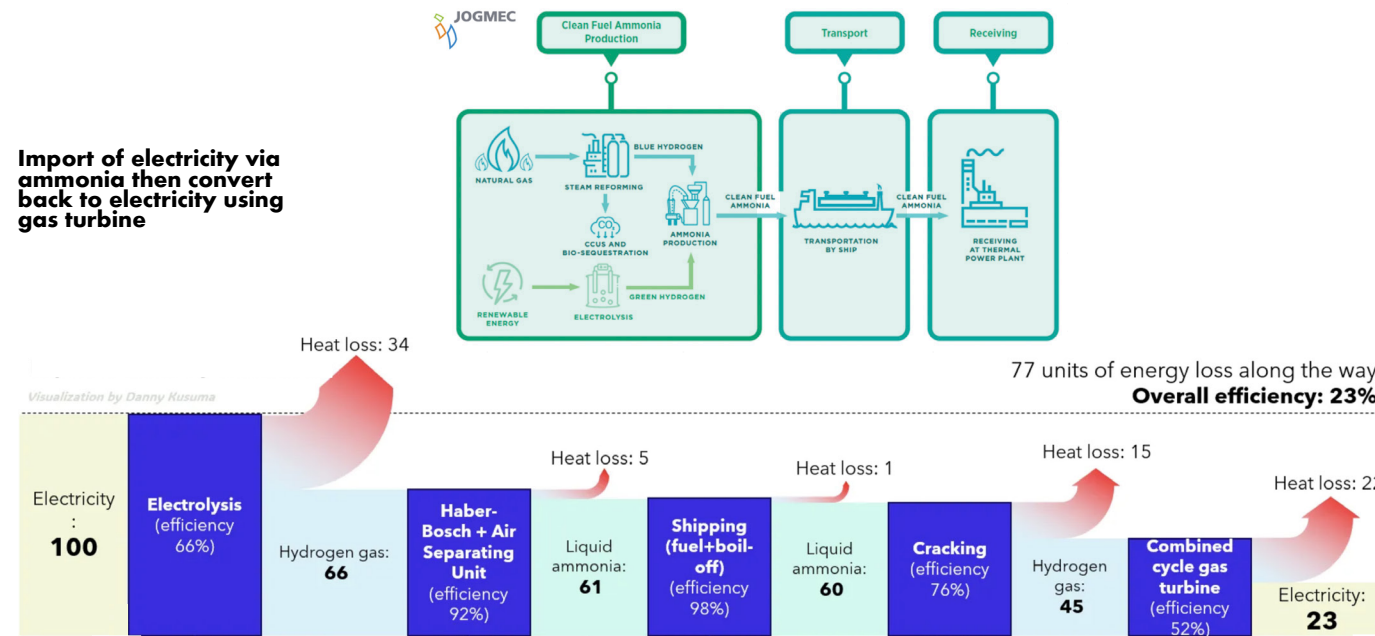 JOGMEC
Clean Fuel Ammonia
Production
Transport
Receiving
Import of electricity via
ammonia then convert
back to electricity using
gas turbine
NATURAL GAS
STEAM REFORMING
BLUE HYDROGEN
CO₂
CCUS AND
BIO-SEQUESTRATION
AMMONIA
PRODUCTION
RENEWABLE
ENERGY
ELECTROLYSIS
GREEN HYDROGEN
CLEAN FUEL
AMMONIA
TRANSPORTATION
BY SHIP
CLEAN FUEL
AMMONIA
RECEIVING
AT THERMAL
POWER PLANT
77 units of energy loss along the way
Overall efficiency: 23%
Visualization by Danny Kusuma
Heat loss: 34
Heat loss: 5
Heat loss: 1
Heat loss: 15
Heat loss: 22
Electricity
:
100
Electrolysis
(efficiency
66%)
Hydrogen gas:
66
Haber-
Bosch + Air
Separating
Unit
(efficiency
92%)
Liquid
ammonia:
61
Shipping
(fuel+boil-
off)
(efficiency
98%)
Liquid
ammonia:
60
Cracking
(efficiency
76%)
Hydrogen
gas:
45
Combined
cycle gas
turbine
(efficiency
52%)
Electricity:
23